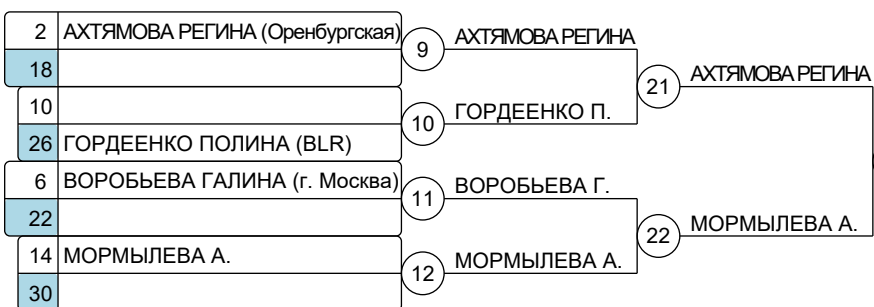 2 АХТЯМОВА РЕГИНА (Оренбургская)
9 АХТЯМОВА РЕГИНА
18
21 АХТЯМОВА РЕГИНА
10
10 ГОРДЕЕНКО П.
26 ГОРДЕЕНКО ПОЛИНА (BLR)
6 ВОРОБЬЕВА ГАЛИНА (г. Москва)
11 ВОРОБЬЕВА Г.
22
22 МОРМЫЛЕВА А.
14 МОРМЫЛЕВА А.
12 МОРМЫЛЕВА А.
30